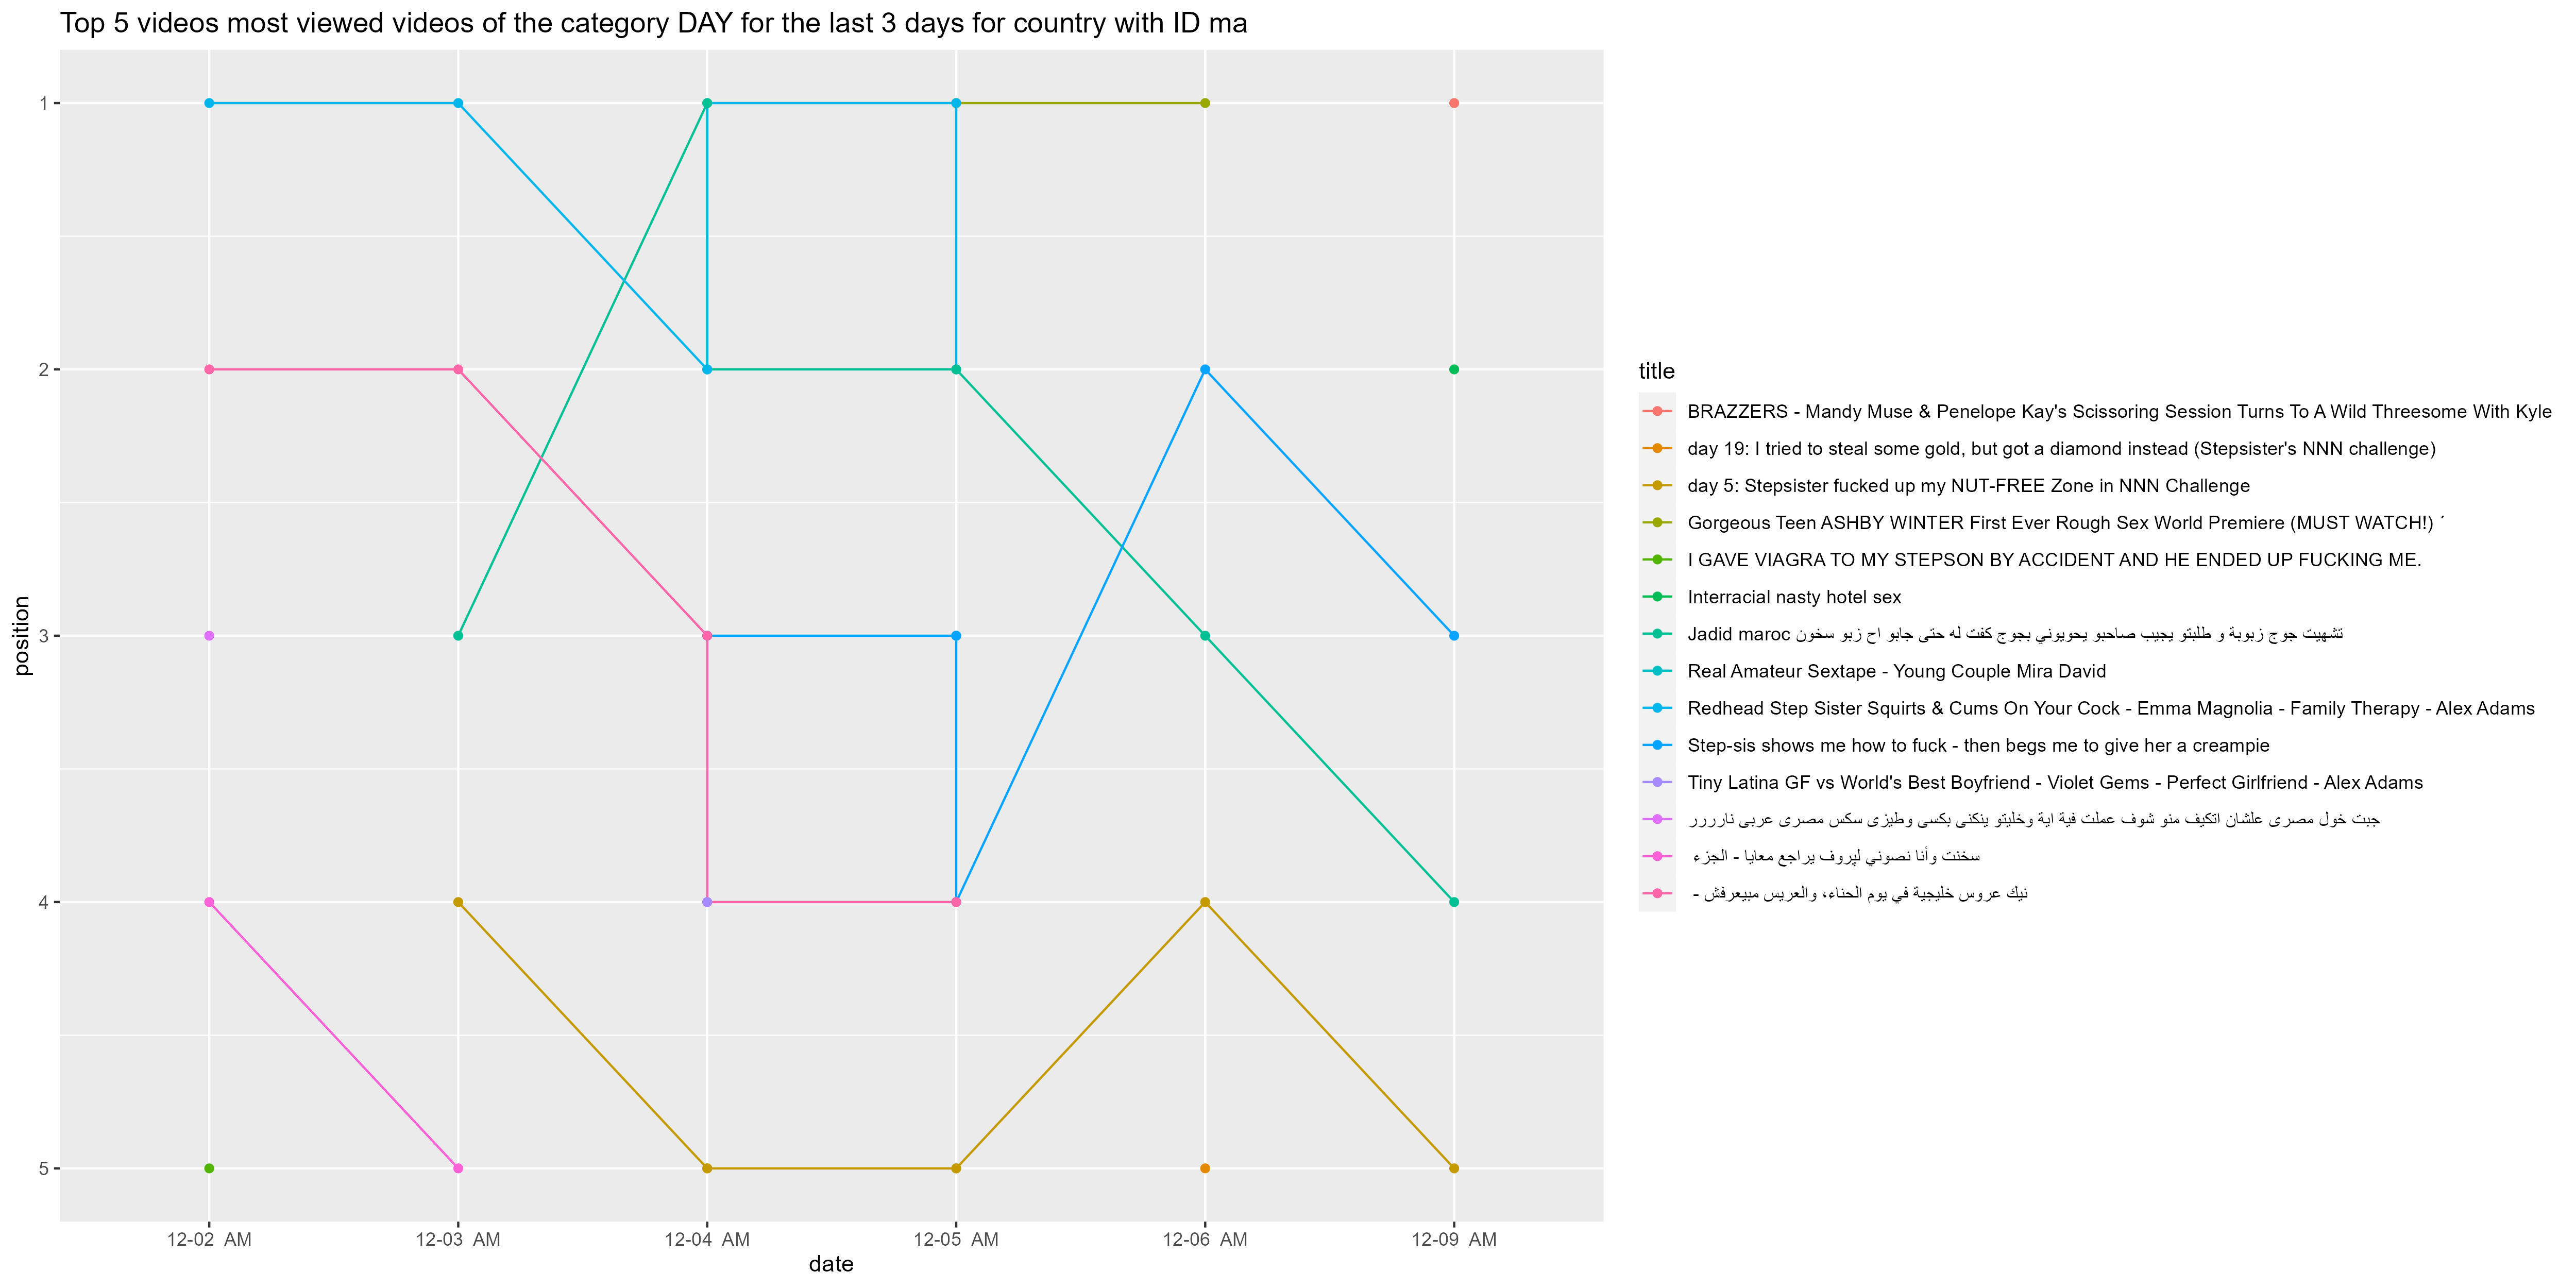 Top 5 videos most viewed videos of the category DAY for the last 3 days for country with ID ma
position
1
2
3
4
5
12-02 AM
12-03 AM
12-04 AM
12-05 AM
12-06 AM
12-09 AM
date
title
BRAZZERS - Mandy Muse & Penelope Kay's Scissoring Session Turns To A Wild Threesome With Kyle
day 19: I tried to steal some gold, but got a diamond instead (Stepsister's NNN challenge)
day 5: Stepsister fucked up my NUT-FREE Zone in NNN Challenge
Gorgeous Teen ASHBY WINTER First Ever Rough Sex World Premiere (MUST WATCH!) ´
I GAVE VIAGRA TO MY STEPSON BY ACCIDENT AND HE ENDED UP FUCKING ME.
Interracial nasty hotel sex
Jadid maroc تشهيت جوج زبوبة و طلبتو يجيب صاحبو يحويوني بجوج كفت له حتى جابو اح زبو سخون
Real Amateur Sextape - Young Couple Mira David
Redhead Step Sister Squirts & Cums On Your Cock - Emma Magnolia - Family Therapy - Alex Adams
Step-sis shows me how to fuck - then begs me to give her a creampie
Tiny Latina GF vs World's Best Boyfriend - Violet Gems - Perfect Girlfriend - Alex Adams
جبت خول مصرى علشان اتكيف منو شوف عملت فية اية وخليتو ينكنى بكسى وطيزى سكس مصرى عربى نارررر
سخنت وأنا نصوني ليروف يراجع معايا - الجزء
نيك عروس خليجية في يوم الحناء، والعريس مبيعرفش -